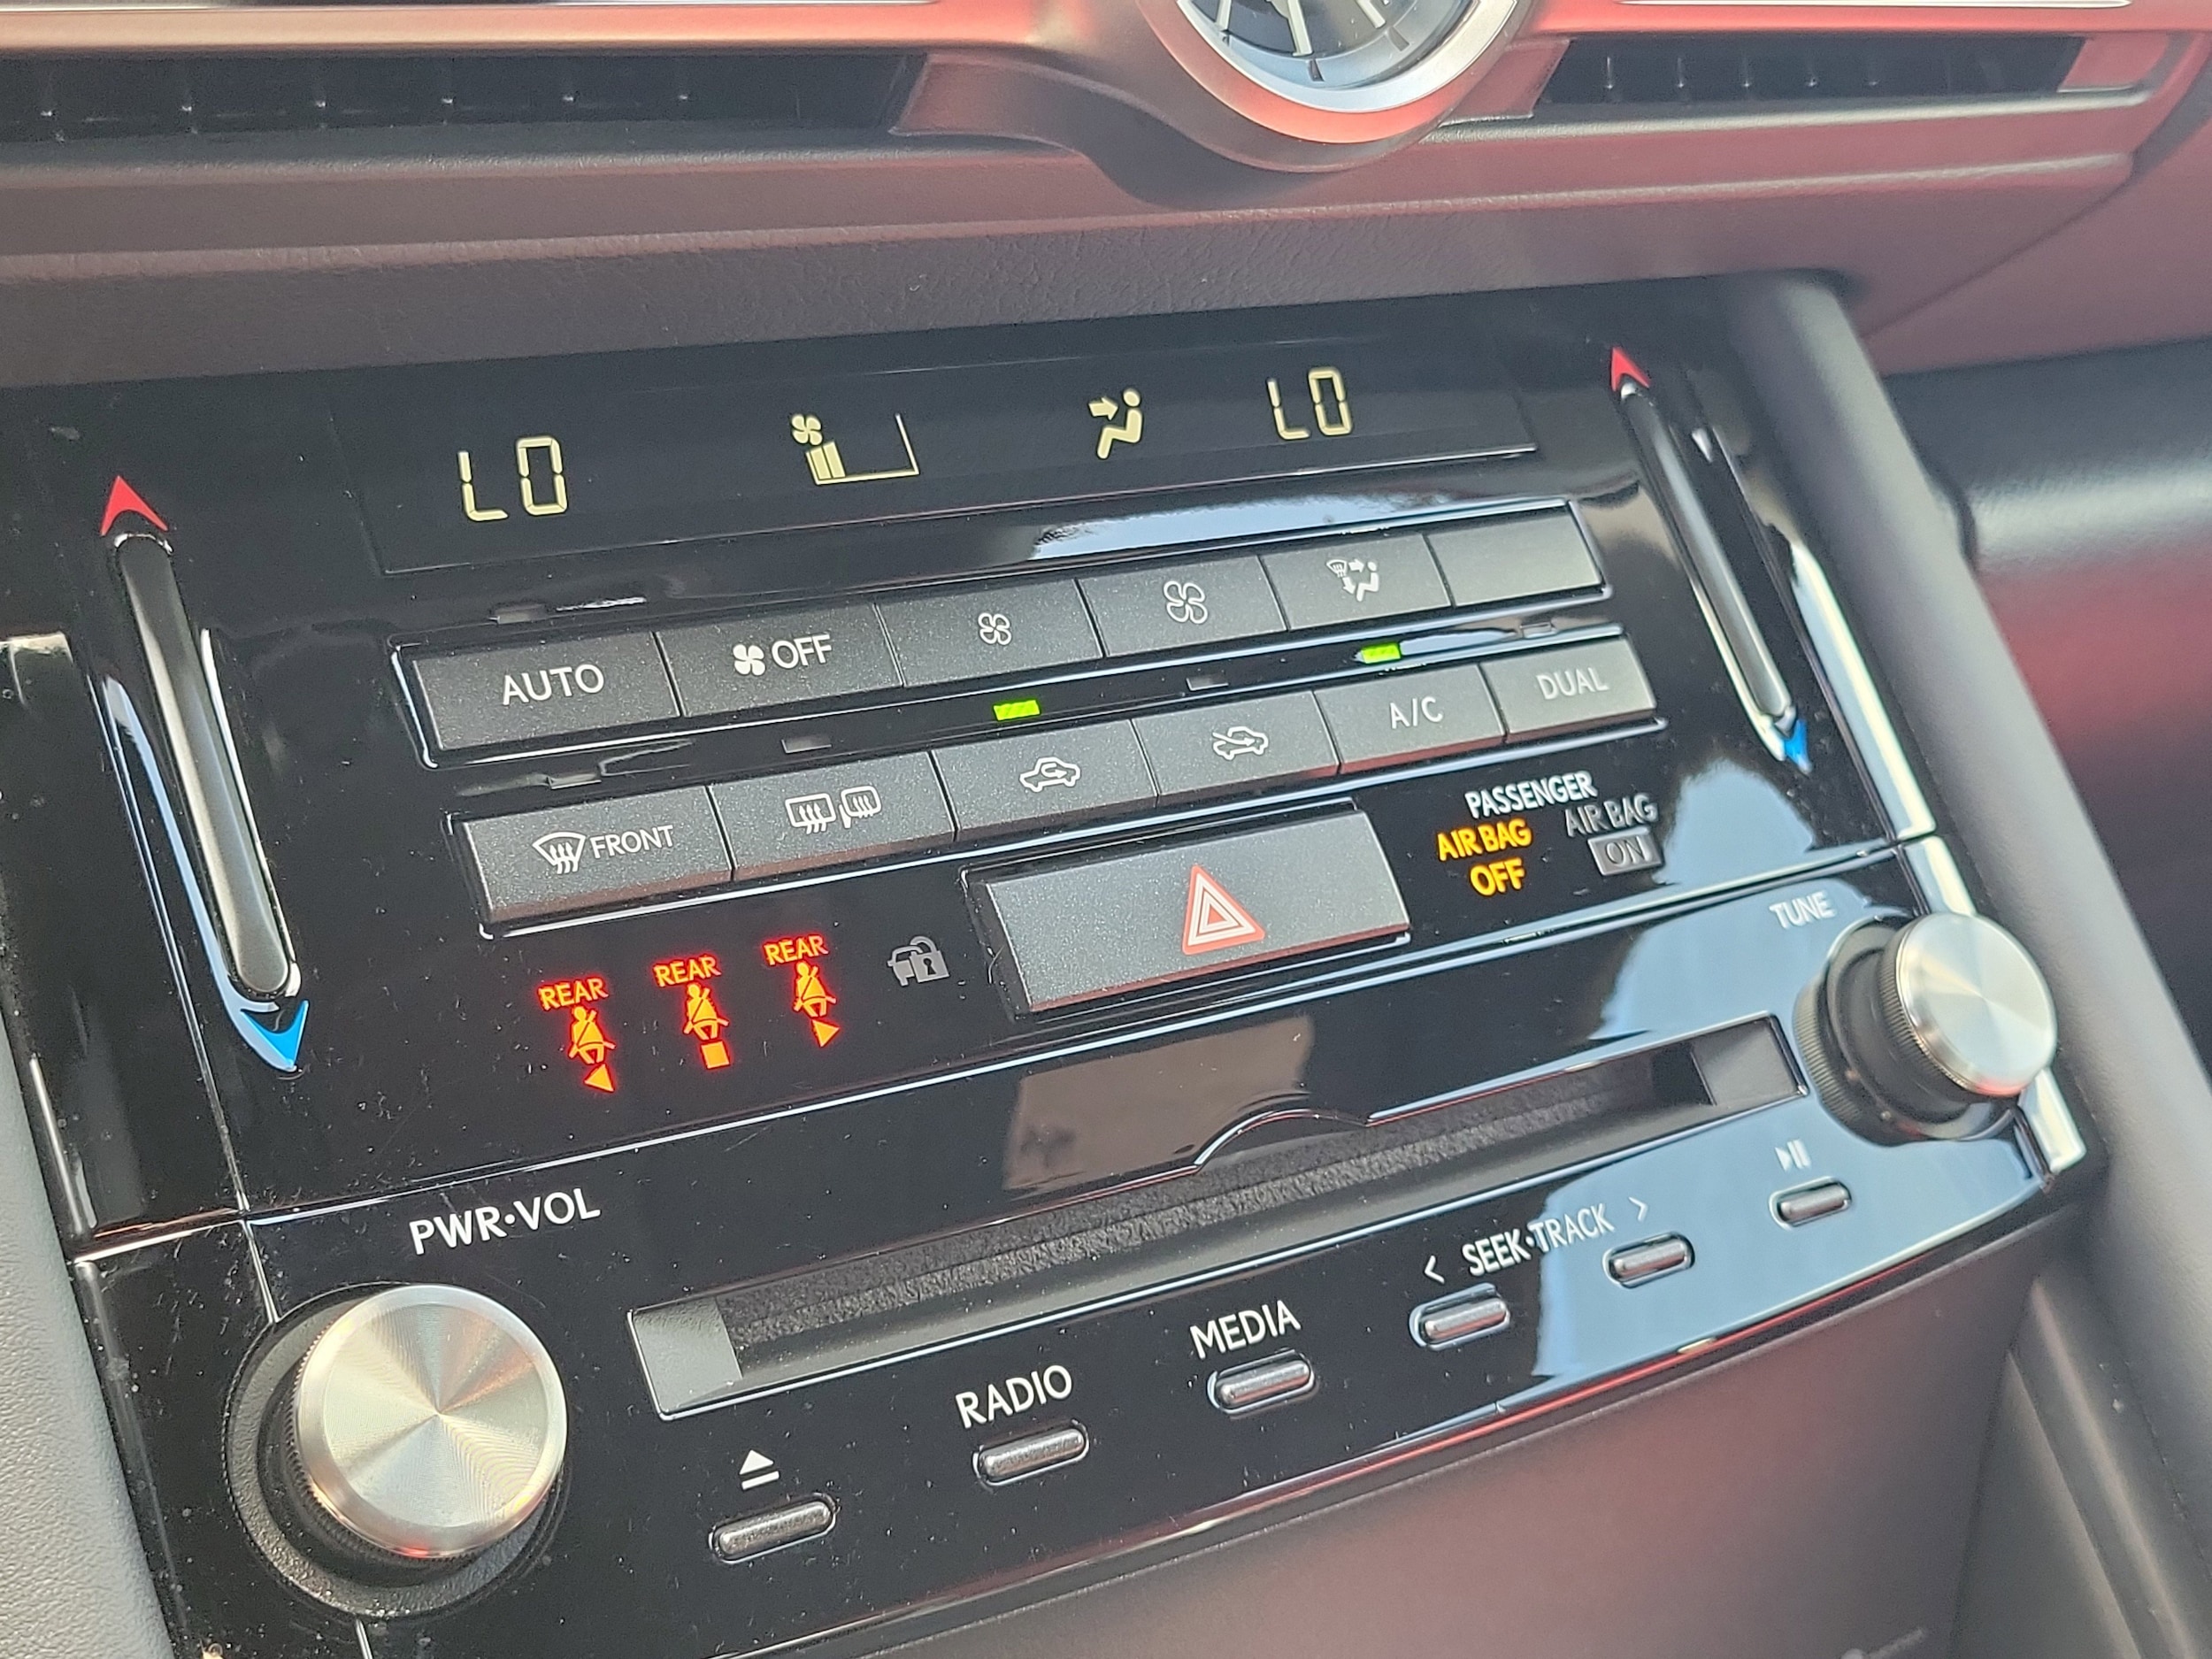 LO LO
AUTO OFF
FRONT A/C DUAL
PASSENGER
AIR BAG OFF AIR BAG ON
REAR REAR REAR
TUNE
PWR·VOL
RADIO MEDIA < SEEK·TRACK >